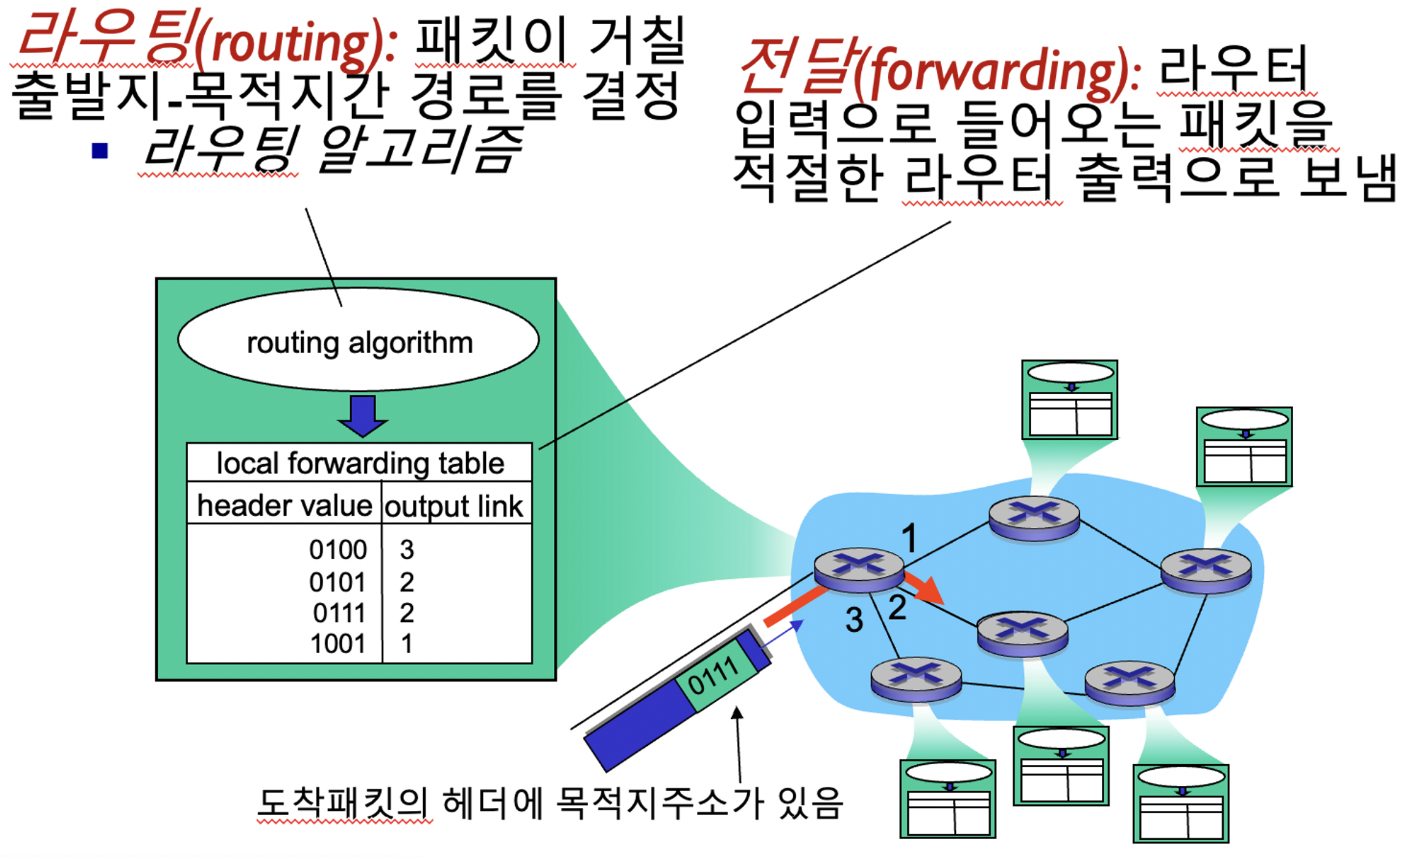 라우팅(routing): 패킷이 거칠
출발지-목적지간 경로를 결정
▪ 라우팅 알고리즘
전달(forwarding): 라우터
입력으로 들어오는 패킷을
적절한 라우터 출력으로 보냄
routing algorithm
local forwarding table
header value output link
0100 3
0101 2
0111 2
1001 1
1
2
3
0111
도착패킷의 헤더에 목적지주소가 있음